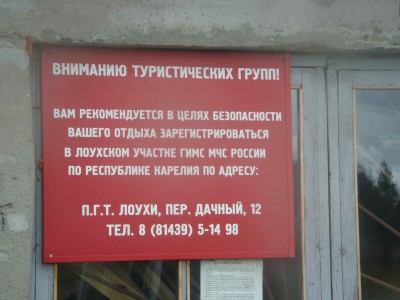 ВНИМАНИЮ ТУРИСТИЧЕСКИХ ГРУПП!
ВАМ РЕКОМЕНДУЕТСЯ В ЦЕЛЯХ БЕЗОПАСНОСТИ
ВАШЕГО ОТДЫХА ЗАРЕГИСТРИРОВАТЬСЯ
В ЛОУХСКОМ УЧАСТКЕ ГИМС МЧС РОССИИ
ПО РЕСПУБЛИКЕ КАРЕЛИЯ ПО АДРЕСУ:
П.Г.Т. ЛОУХИ, ПЕР. ДАЧНЫЙ, 12
ТЕЛ. 8 (81439) 5-14 98